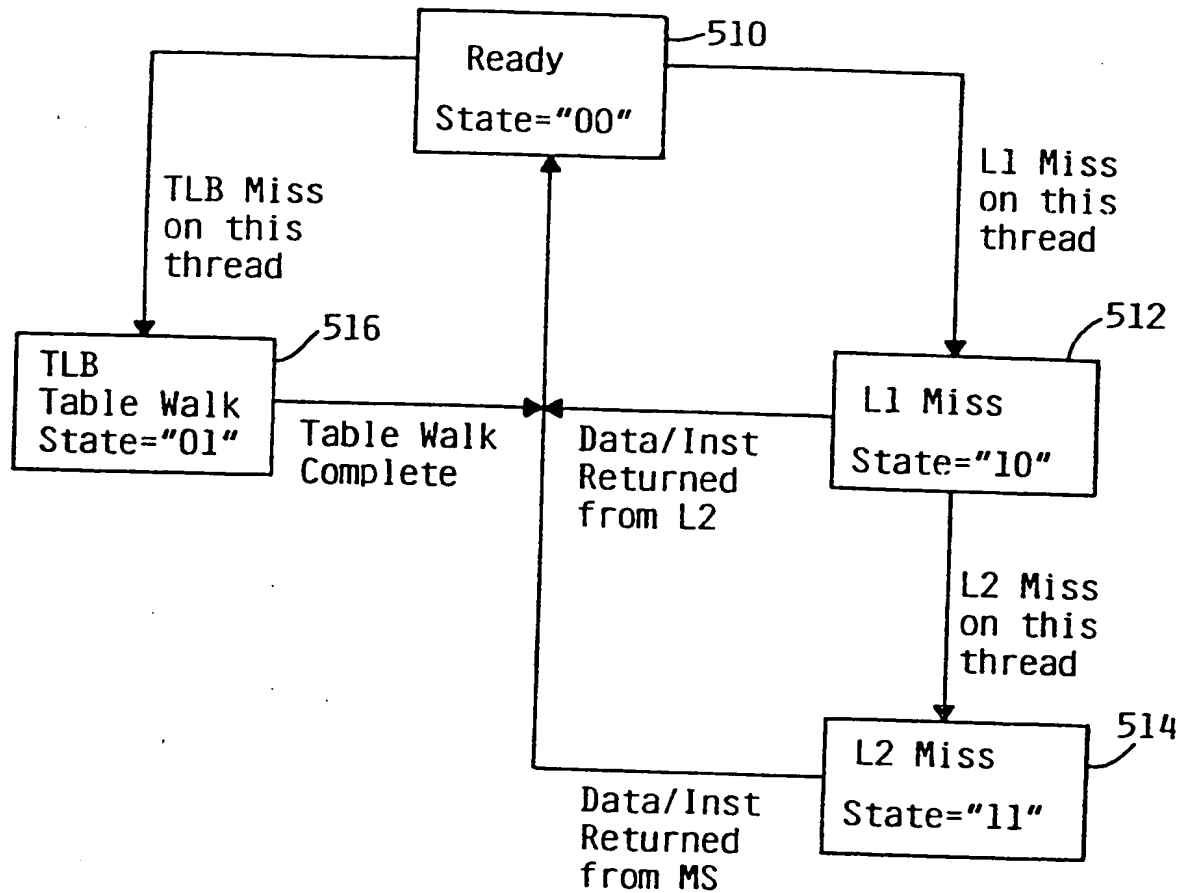 510
Ready
State="00"
TLB Miss
on this
thread
L1 Miss
on this
thread
516
TLB
Table Walk
State="01"
512
L1 Miss
State="10"
Table Walk
Complete
Data/Inst
Returned
from L2
L2 Miss
on this
thread
514
L2 Miss
State="11"
Data/Inst
Returned
from MS